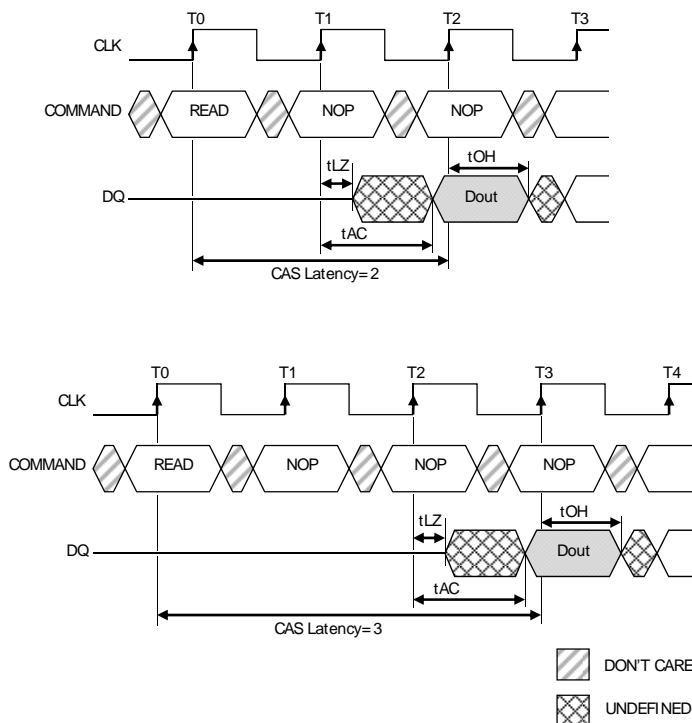 T0 T1 T2 T3
CLK
COMMAND READ NOP NOP
tLZ tOH
DQ Dout
tAC
CAS Latency=2
T0 T1 T2 T3 T4
CLK
COMMAND READ NOP NOP NOP
tLZ tOH
DQ Dout
tAC
CAS Latency=3
DON'T CARE
UNDEFINED